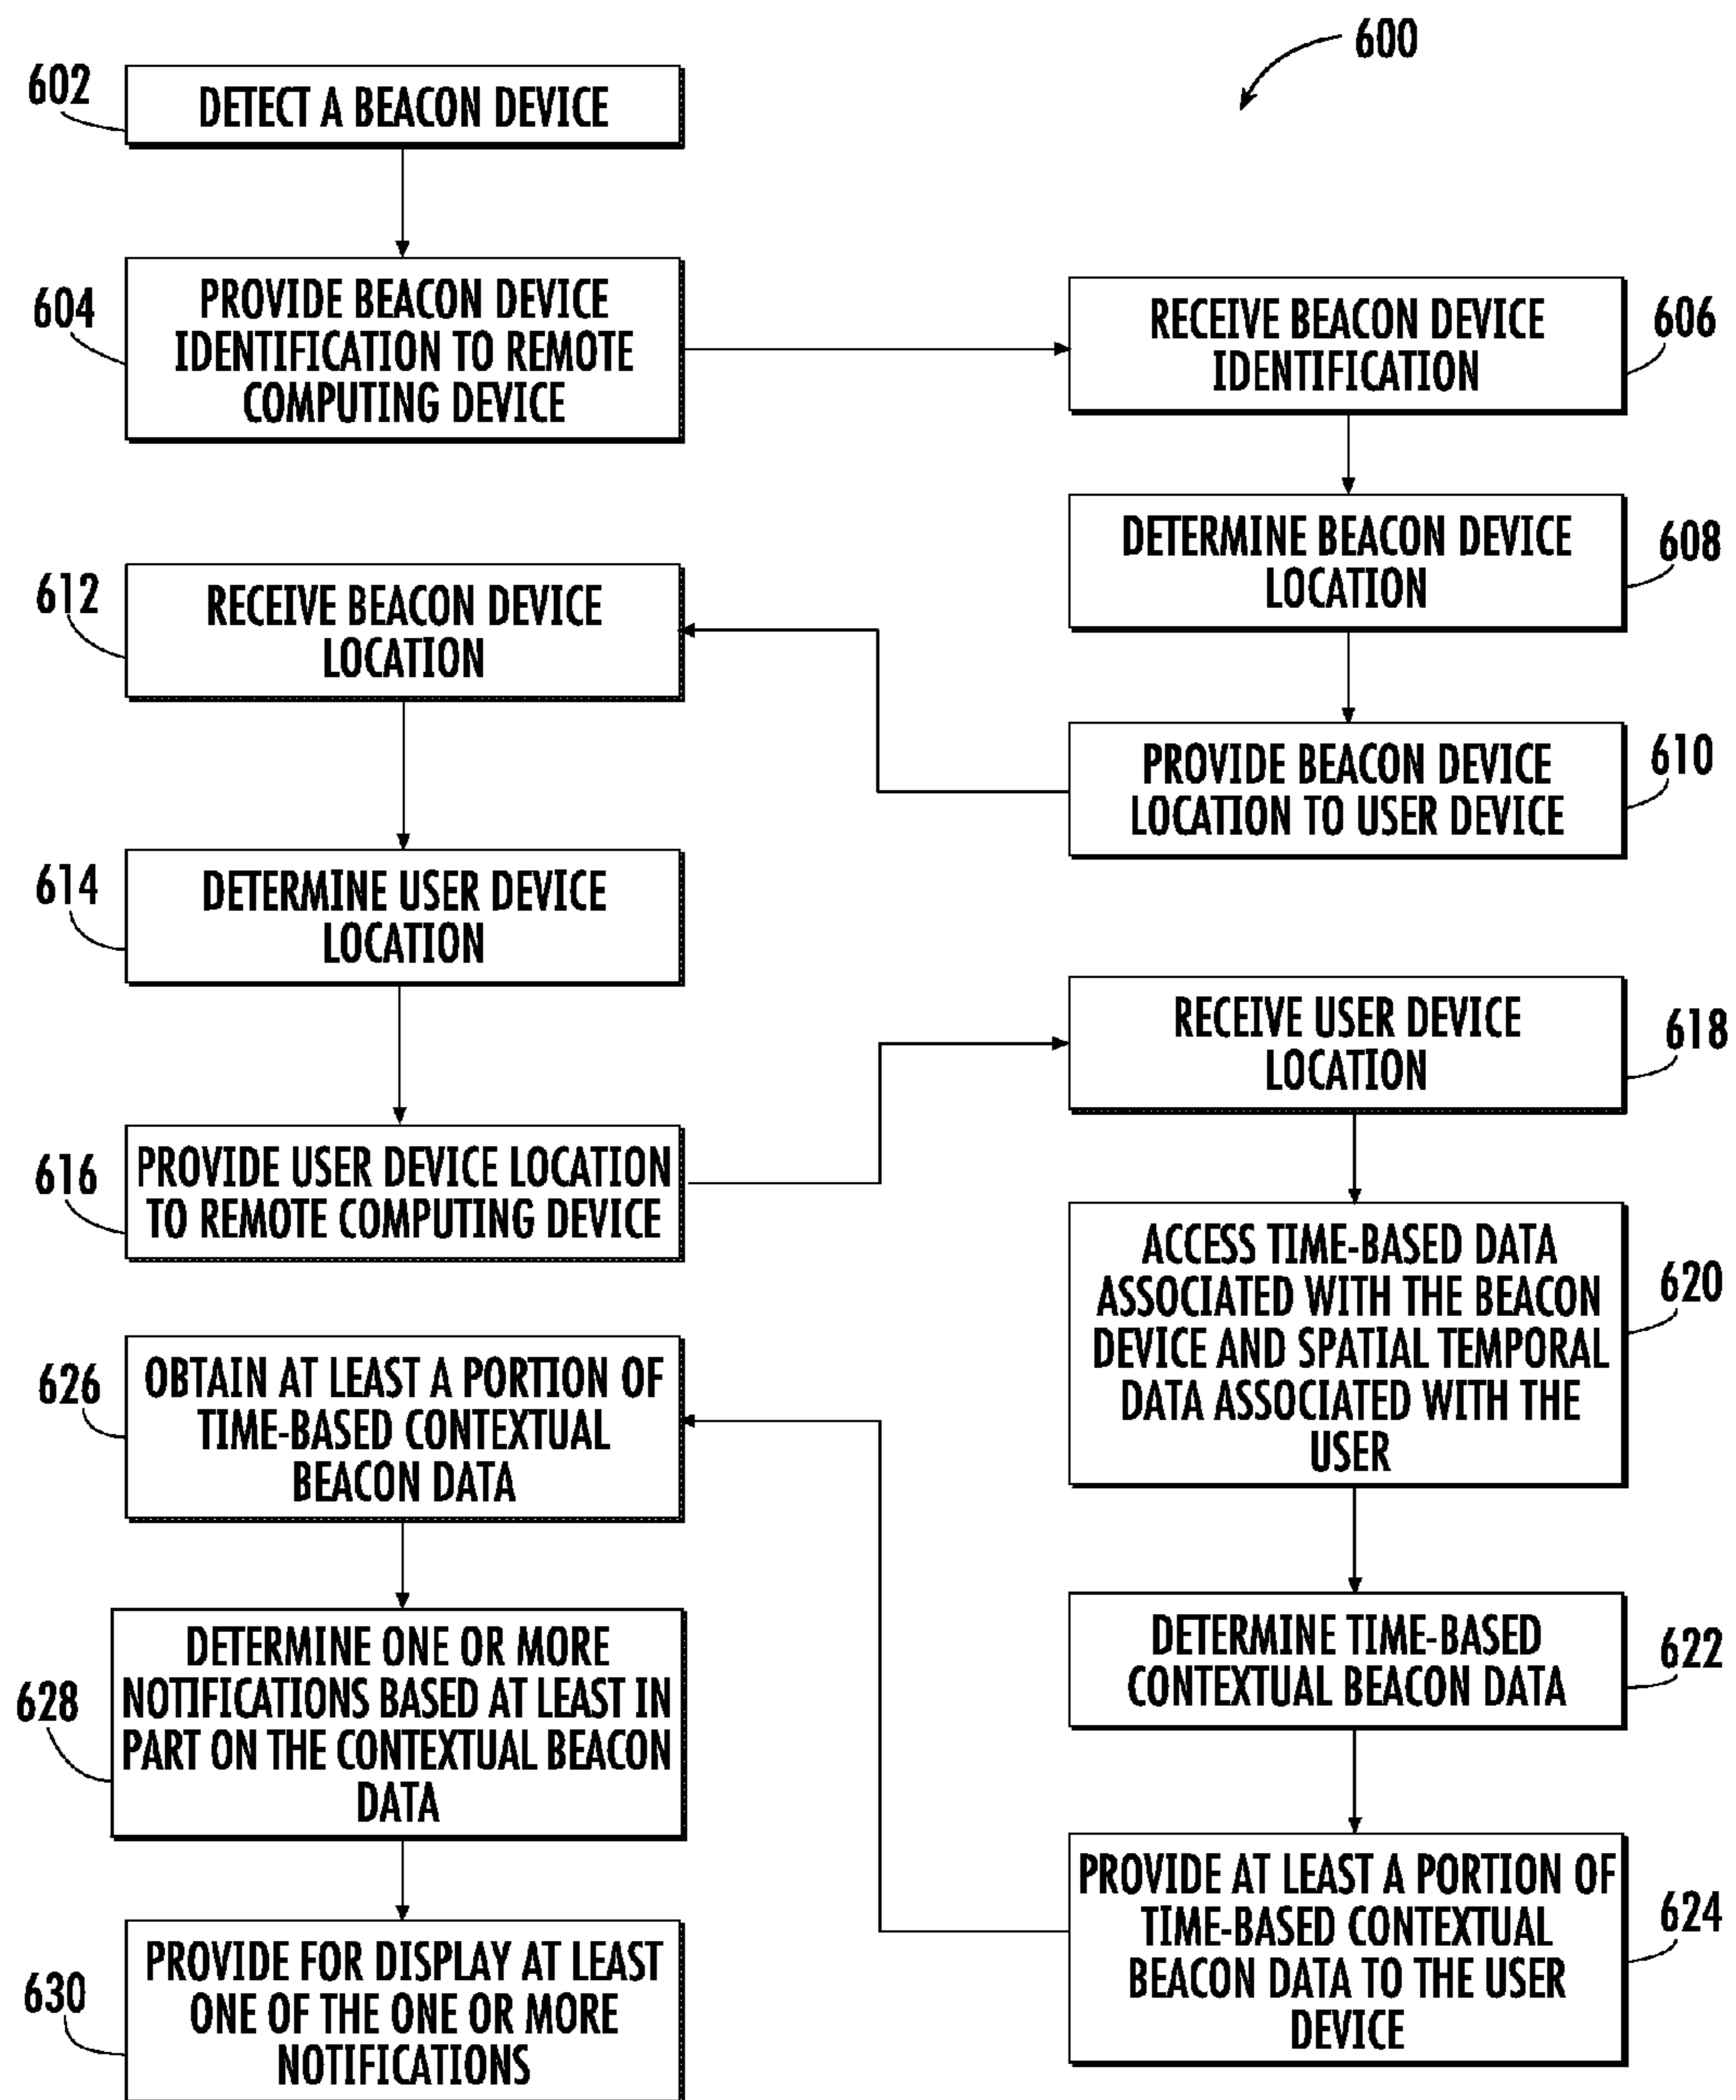 600
602
DETECT A BEACON DEVICE
604
PROVIDE BEACON DEVICE
IDENTIFICATION TO REMOTE
COMPUTING DEVICE
RECEIVE BEACON DEVICE
IDENTIFICATION
606
DETERMINE BEACON DEVICE
LOCATION
608
PROVIDE BEACON DEVICE
LOCATION TO USER DEVICE
610
612
RECEIVE BEACON DEVICE
LOCATION
614
DETERMINE USER DEVICE
LOCATION
616
PROVIDE USER DEVICE LOCATION
TO REMOTE COMPUTING DEVICE
RECEIVE USER DEVICE
LOCATION
618
ACCESS TIME-BASED DATA
ASSOCIATED WITH THE BEACON
DEVICE AND SPATIAL TEMPORAL
DATA ASSOCIATED WITH THE
USER
620
DETERMINE TIME-BASED
CONTEXTUAL BEACON DATA
622
PROVIDE AT LEAST A PORTION OF
TIME-BASED CONTEXTUAL
BEACON DATA TO THE USER
DEVICE
624
626
OBTAIN AT LEAST A PORTION OF
TIME-BASED CONTEXTUAL
BEACON DATA
628
DETERMINE ONE OR MORE
NOTIFICATIONS BASED AT LEAST IN
PART ON THE CONTEXTUAL BEACON
DATA
630
PROVIDE FOR DISPLAY AT LEAST
ONE OF THE ONE OR MORE
NOTIFICATIONS